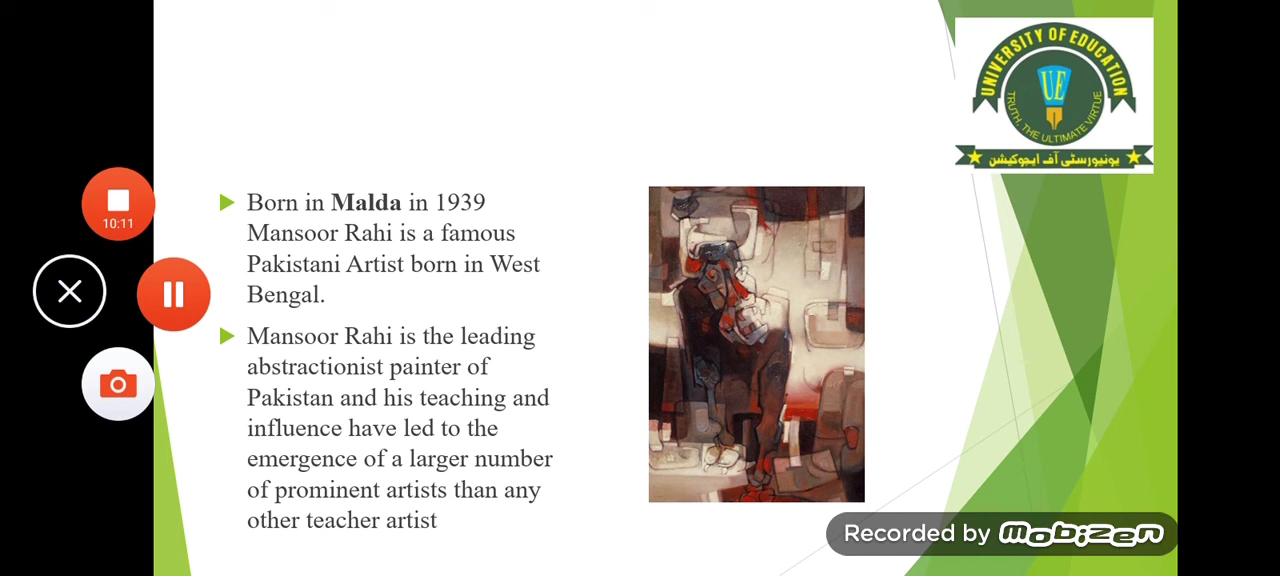 UNIVERSITY OF EDUCATION
UE
TRUTH, THE ULTIMATE VIRTUE
یونیورسٹی آف ایجوکیشن
10:11
Born in Malda in 1939
Mansoor Rahi is a famous
Pakistani Artist born in West
Bengal.
Mansoor Rahi is the leading
abstractionist painter of
Pakistan and his teaching and
influence have led to the
emergence of a larger number
of prominent artists than any
other teacher artist
Recorded by mobizen